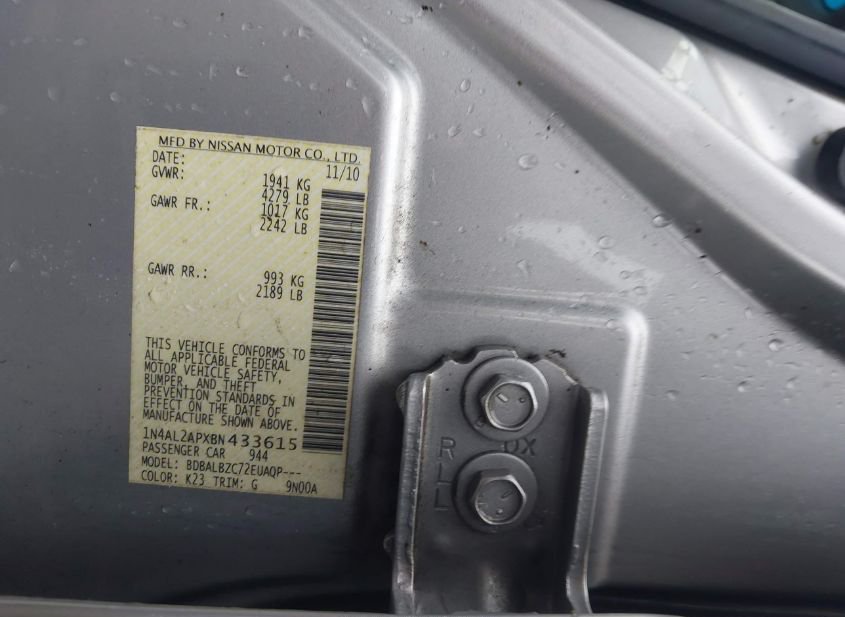 MFD BY NISSAN MOTOR CO., LTD.
DATE: 11/10
GVWR: 1941 KG
4279 LB
GAWR FR.: 1017 KG
2242 LB
GAWR RR.: 993 KG
2189 LB
THIS VEHICLE CONFORMS TO
ALL APPLICABLE FEDERAL
MOTOR VEHICLE SAFETY,
BUMPER, AND THEFT
PREVENTION STANDARDS IN
EFFECT ON THE DATE OF
MANUFACTURE SHOWN ABOVE.
1N4AL2APXBN433615
PASSENGER CAR 944
MODEL: BDBALBZC72EUAQP---
COLOR: K23 TRIM: G 9N00A
RLL